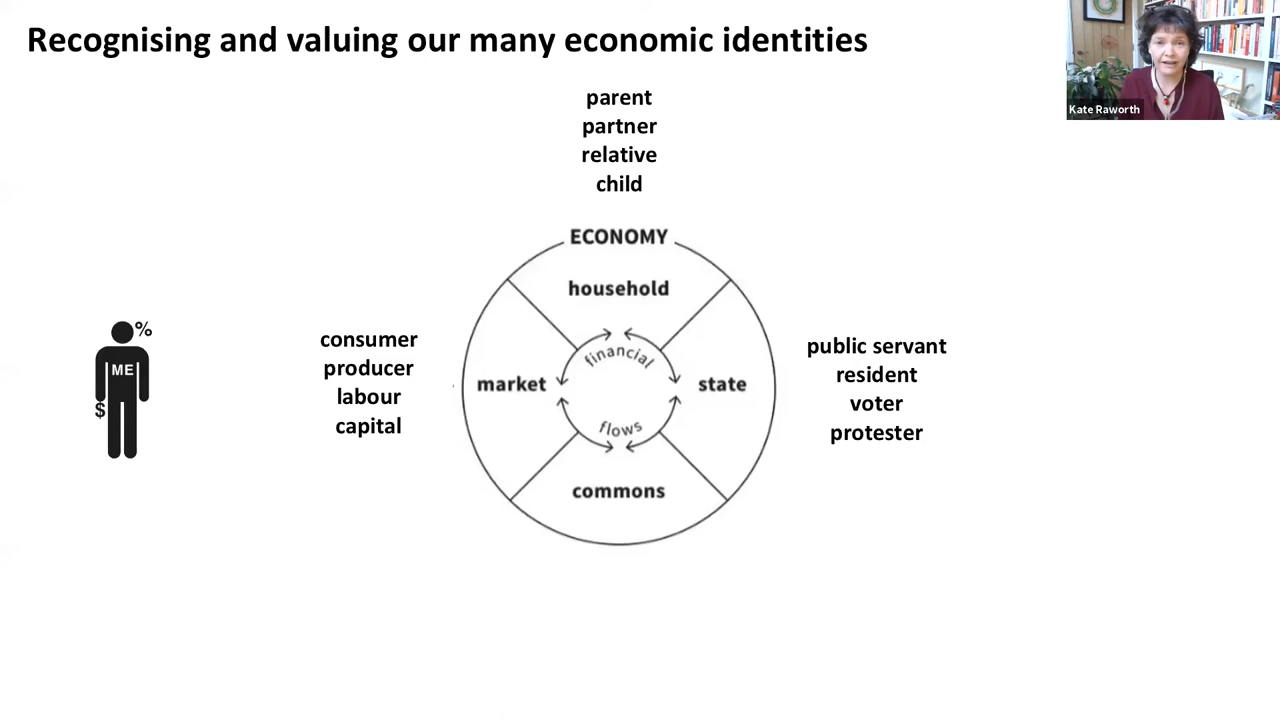 Recognising and valuing our many economic identities
Kate Raworth
parent
partner
relative
child
ECONOMY
household
financial
market
state
flows
commons
consumer
producer
labour
capital
public servant
resident
voter
protester
%
ME
$